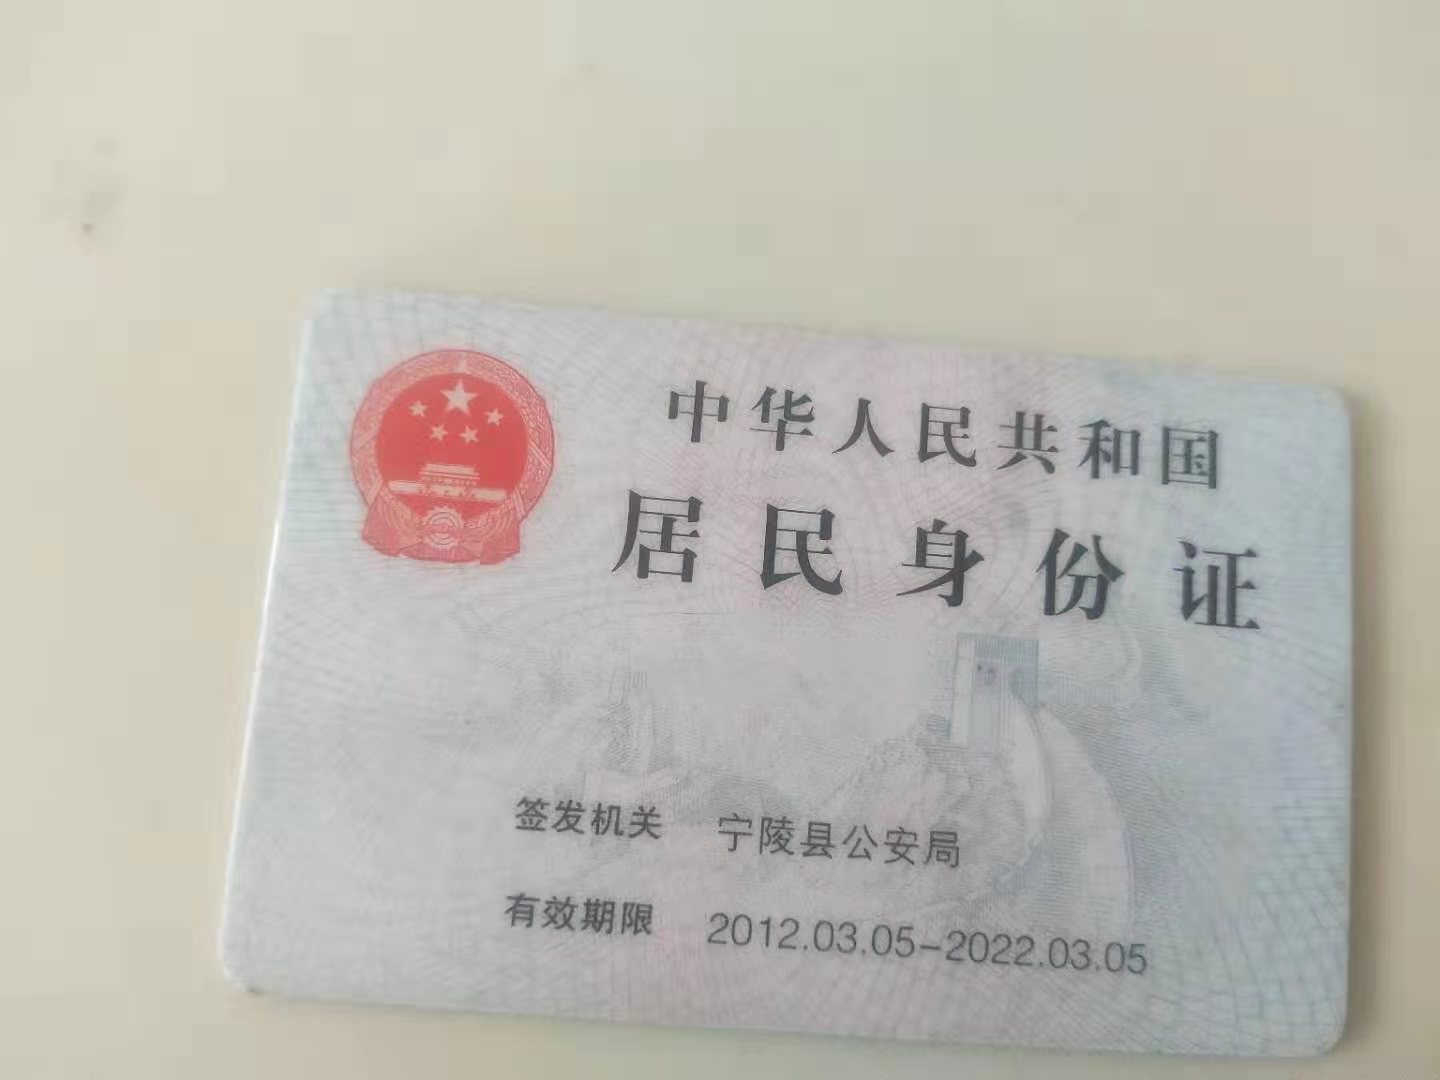 中华人民共和国
居民身份证
签发机关 宁陵县公安局
有效期限 2012.03.05-2022.03.05